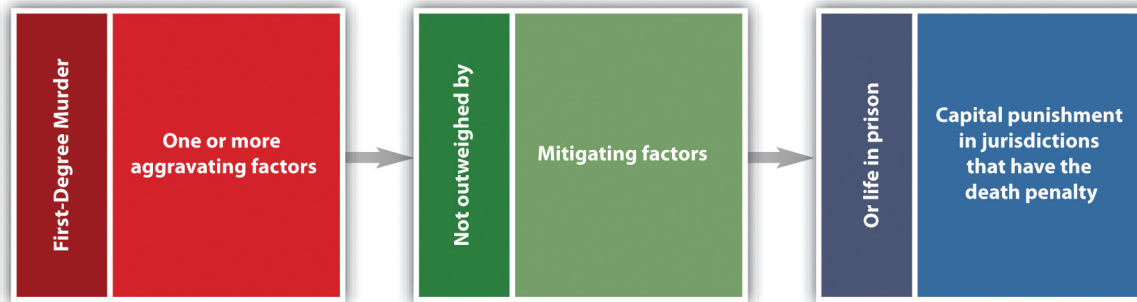 First-Degree Murder
One or more
aggravating factors
Not outweighed by
Mitigating factors
Or life in prison
Capital punishment
in jurisdictions
that have the
death penalty